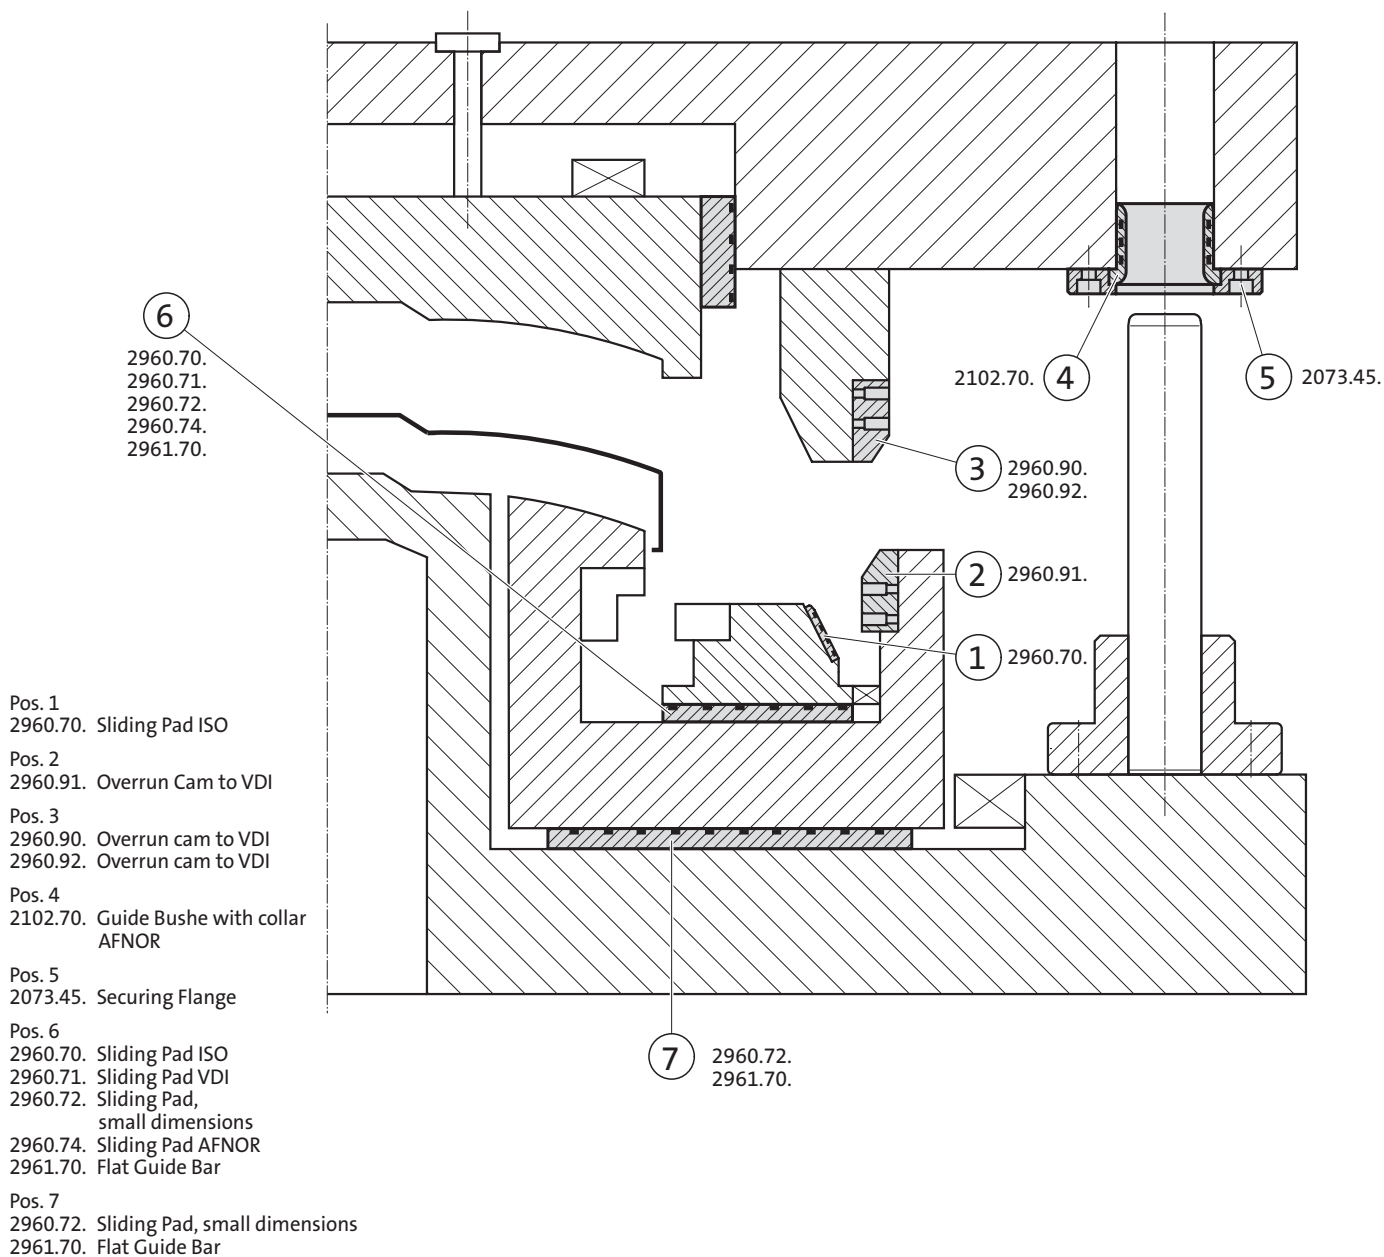 6
2960.70.
2960.71.
2960.72.
2960.74.
2961.70.
2102.70. 4
5 2073.45.
3 2960.90.
2960.92.
2 2960.91.
1 2960.70.
7 2960.72.
2961.70.
Pos. 1
2960.70. Sliding Pad ISO
Pos. 2
2960.91. Overrun Cam to VDI
Pos. 3
2960.90. Overrun cam to VDI
2960.92. Overrun cam to VDI
Pos. 4
2102.70. Guide Bushe with collar
AFNOR
Pos. 5
2073.45. Securing Flange
Pos. 6
2960.70. Sliding Pad ISO
2960.71. Sliding Pad VDI
2960.72. Sliding Pad,
small dimensions
2960.74. Sliding Pad AFNOR
2961.70. Flat Guide Bar
Pos. 7
2960.72. Sliding Pad, small dimensions
2961.70. Flat Guide Bar